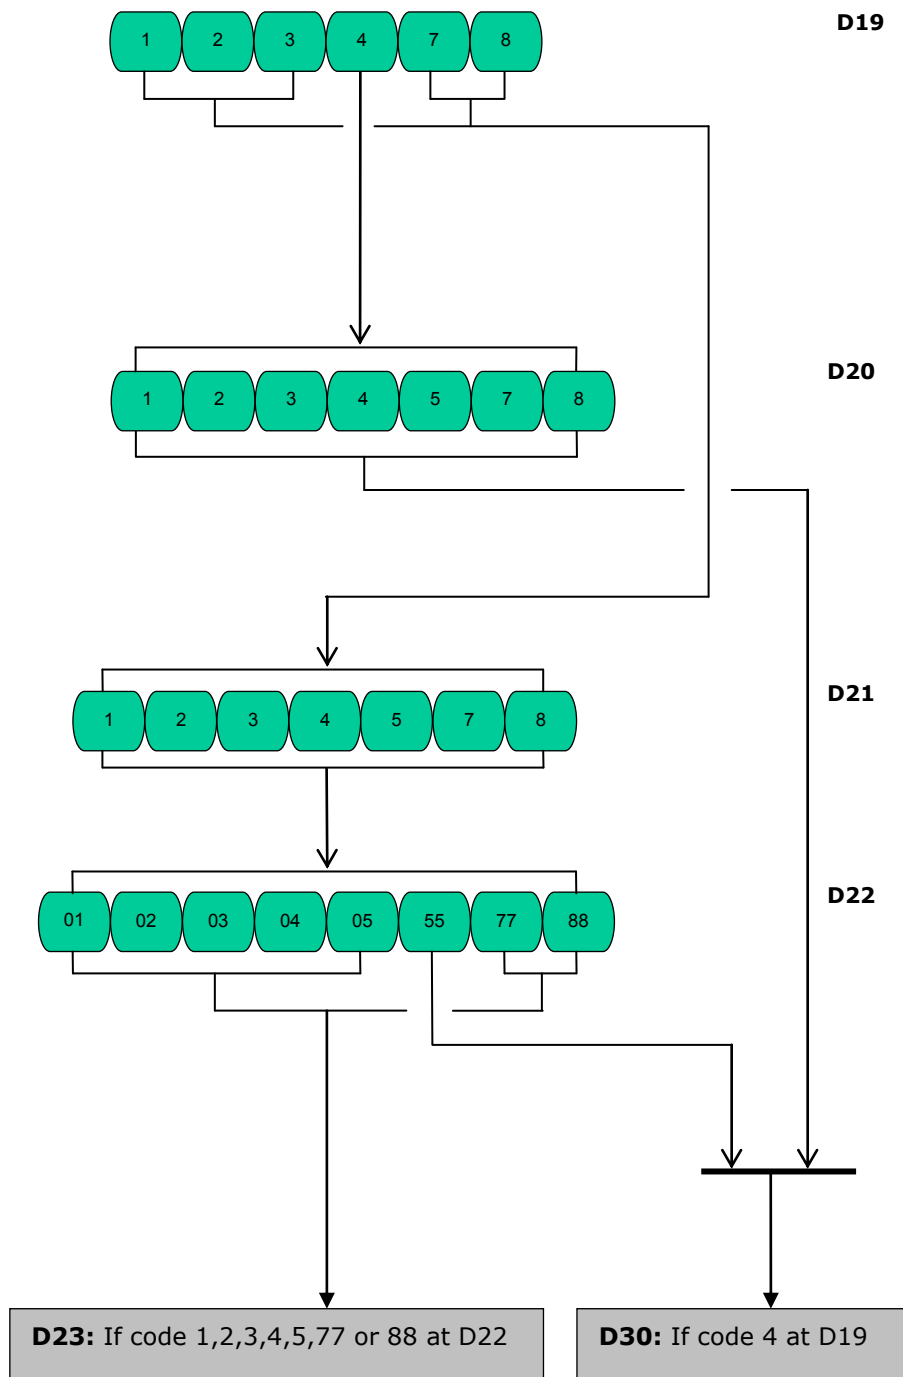 D19
1 2 3 4 7 8
D20
1 2 3 4 5 7 8
D21
1 2 3 4 5 7 8
D22
01 02 03 04 05 55 77 88
D23: If code 1,2,3,4,5,77 or 88 at D22
D30: If code 4 at D19